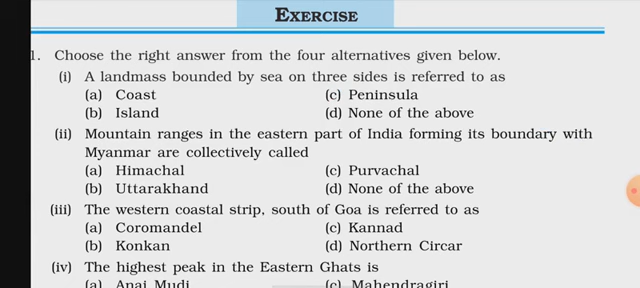 EXERCISE
1. Choose the right answer from the four alternatives given below.
(i) A landmass bounded by sea on three sides is referred to as
(a) Coast (c) Peninsula
(b) Island (d) None of the above
(ii) Mountain ranges in the eastern part of India forming its boundary with
Myanmar are collectively called
(a) Himachal (c) Purvachal
(b) Uttarakhand (d) None of the above
(iii) The western coastal strip, south of Goa is referred to as
(a) Coromandel (c) Kannad
(b) Konkan (d) Northern Circar
(iv) The highest peak in the Eastern Ghats is
(a) Anai Mudi (c) Mahendragiri